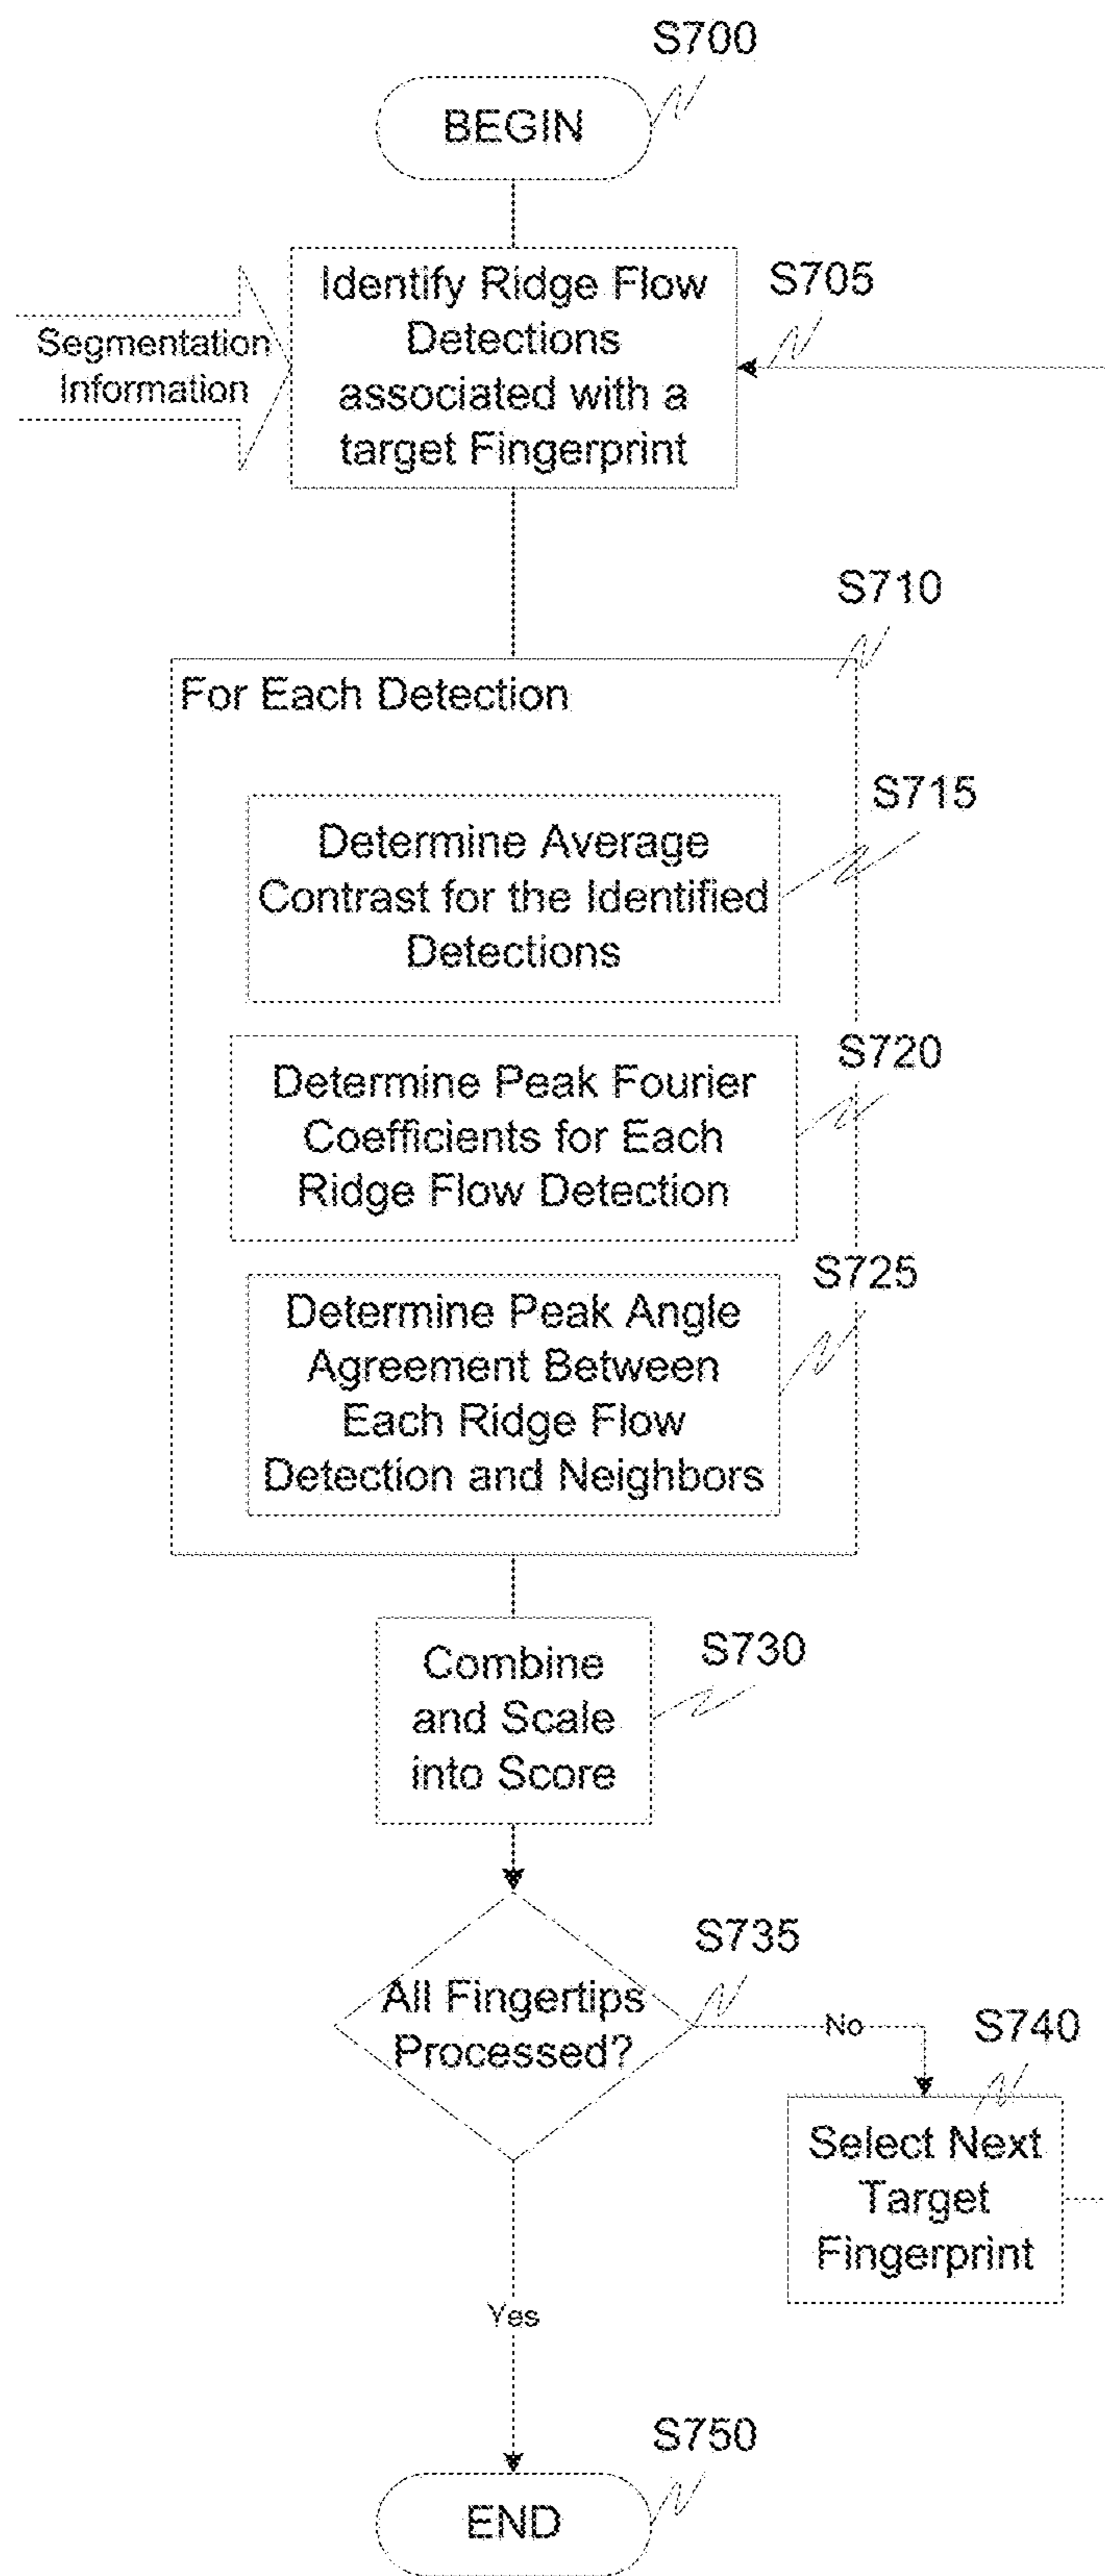 S700
BEGIN
S705
Segmentation
Information
Identify Ridge Flow
Detections
associated with a
target Fingerprint
S710
For Each Detection
S715
Determine Average
Contrast for the Identified
Detections
S720
Determine Peak Fourier
Coefficients for Each
Ridge Flow Detection
S725
Determine Peak Angle
Agreement Between
Each Ridge Flow
Detection and Neighbors
S730
Combine
and Scale
into Score
S735
All Fingertips
Processed?
No
S740
Select Next
Target
Fingerprint
Yes
S750
END